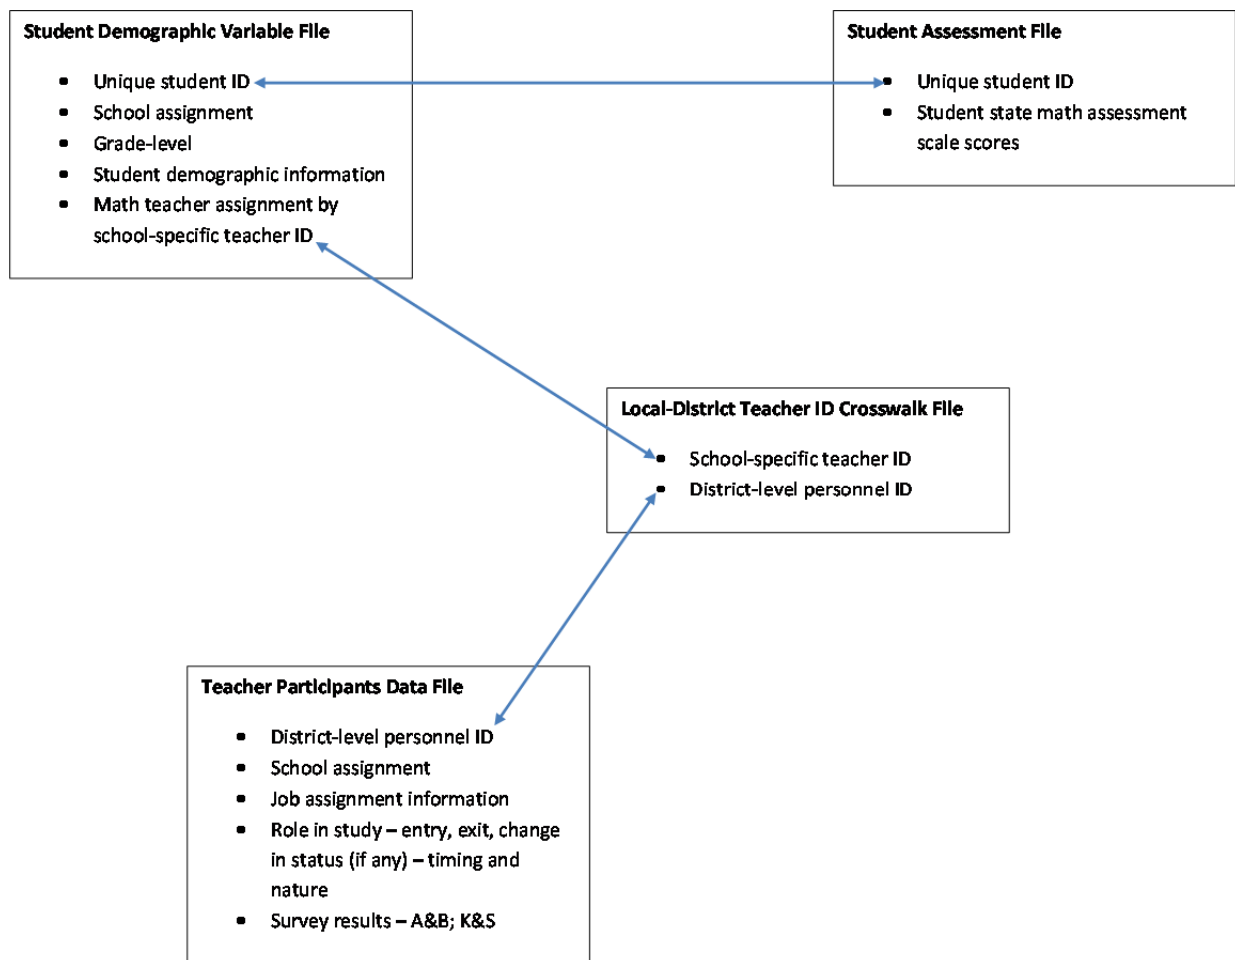 Student Demographic Variable File
Unique student ID
School assignment
Grade-level
Student demographic information
Math teacher assignment by
school-specific teacher ID
Student Assessment File
Unique student ID
Student state math assessment
scale scores
Local-District Teacher ID Crosswalk File
School-specific teacher ID
District-level personnel ID
Teacher Participants Data File
District-level personnel ID
School assignment
Job assignment information
Role in study – entry, exit, change
in status (if any) – timing and
nature
Survey results – A&B; K&S